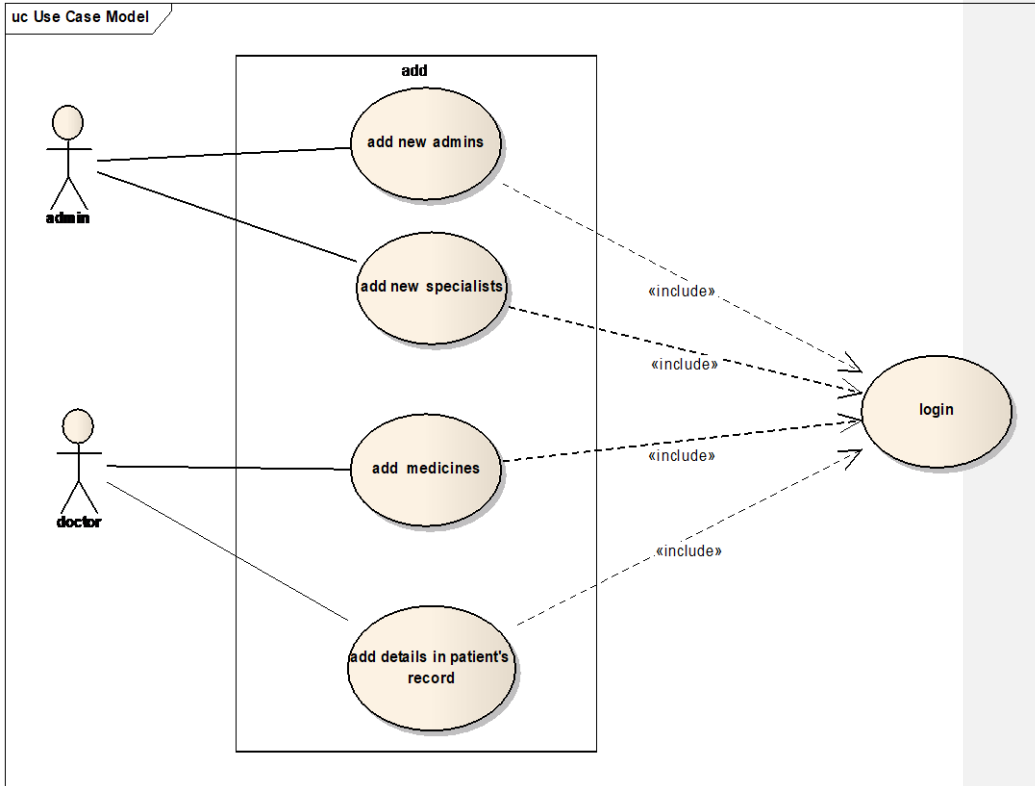 uc Use Case Model
add
add new admins
admin
add new specialists
«include»
«include»
login
add medicines
«include»
doctor
«include»
add details in patient's
record